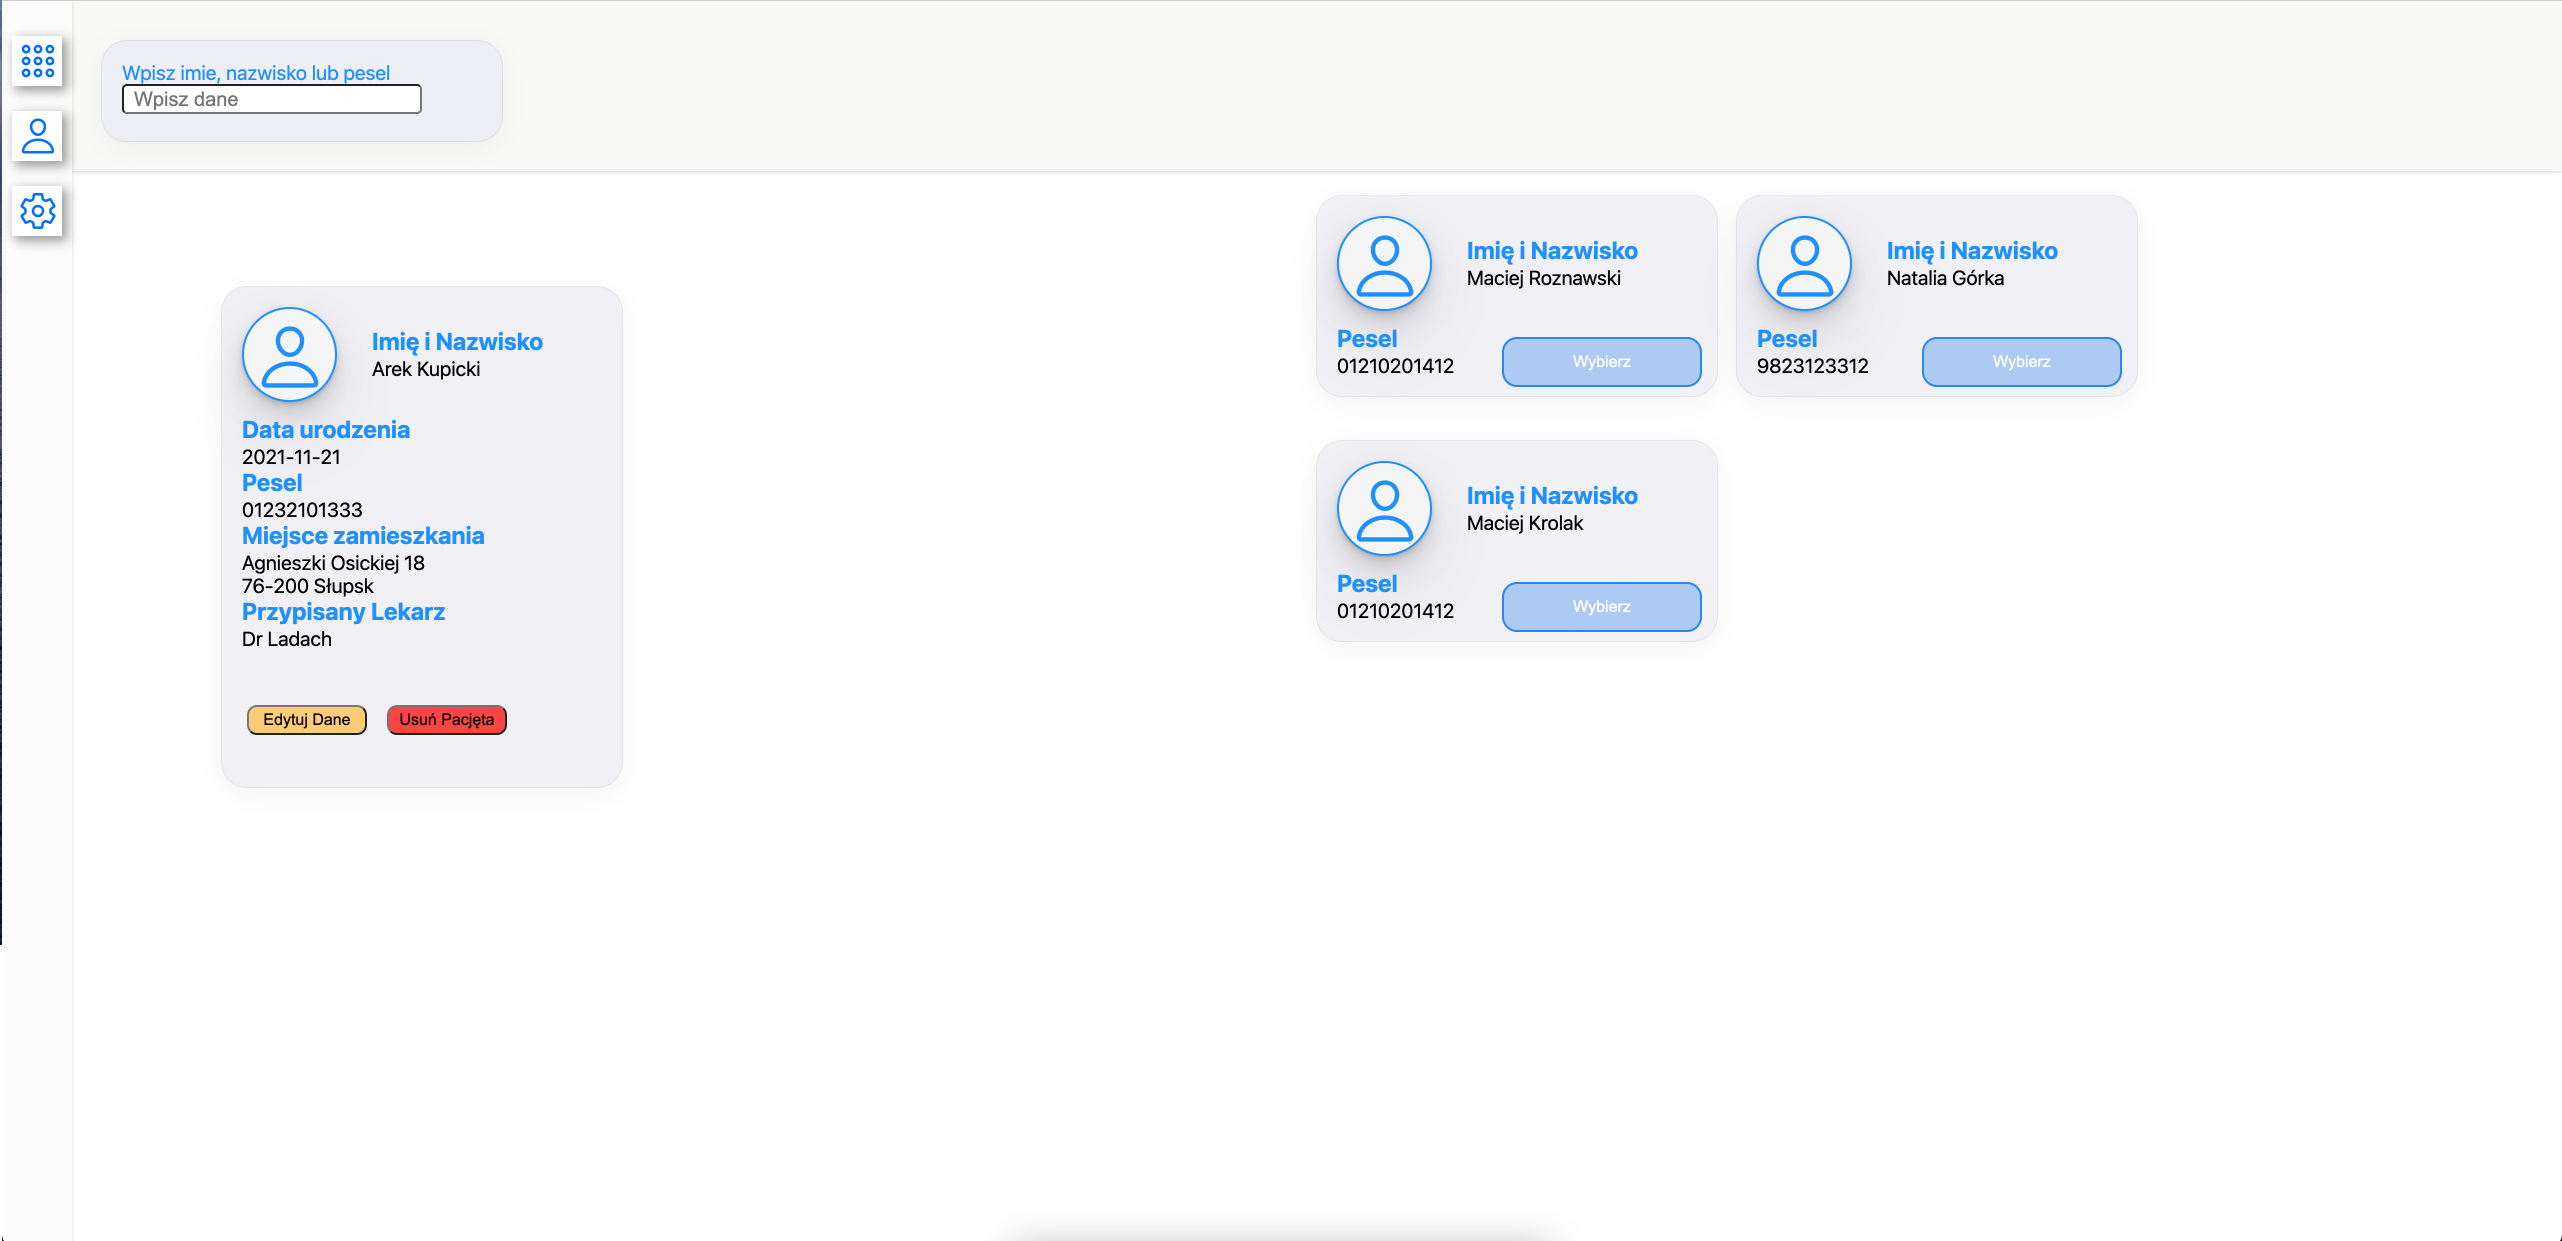 Wpisz imie, nazwisko lub pesel
Wpisz dane
Imię i Nazwisko
Arek Kupicki
Data urodzenia
2021-11-21
Pesel
01232101333
Miejsce zamieszkania
Agnieszki Osickiej 18
76-200 Słupsk
Przypisany Lekarz
Dr Ladach
Edytuj Dane
Usuń Pacjęta
Imię i Nazwisko
Maciej Roznawski
Pesel
01210201412
Wybierz
Imię i Nazwisko
Natalia Górka
Pesel
9823123312
Wybierz
Imię i Nazwisko
Maciej Krolak
Pesel
01210201412
Wybierz